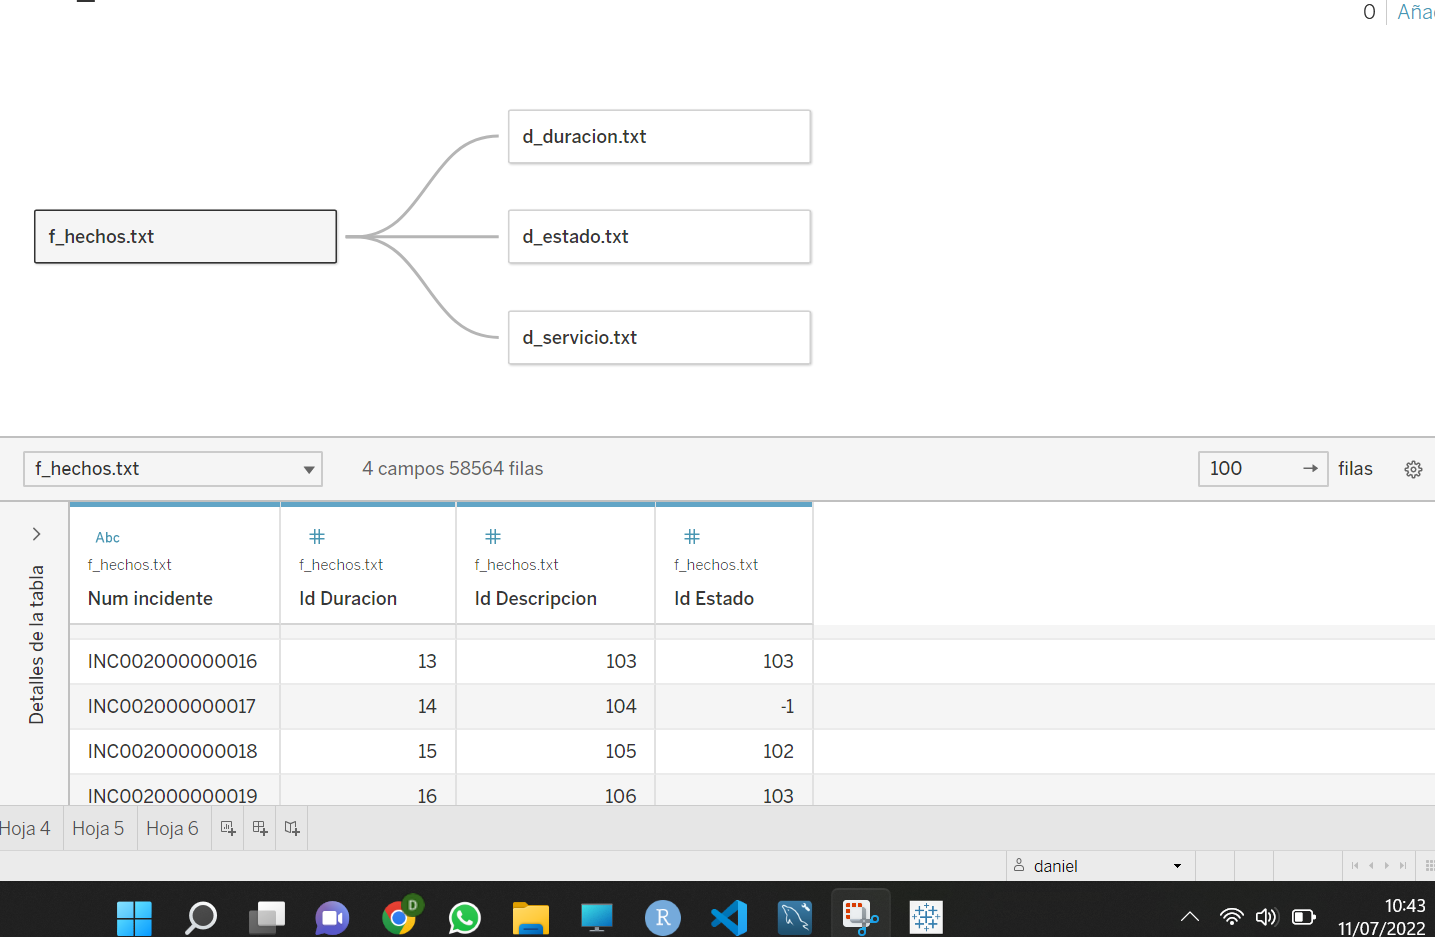 0 Aña
d_duracion.txt
f_hechos.txt
d_estado.txt
d_servicio.txt
f_hechos.txt 4 campos 58564 filas 100 → filas
Detalles de la tabla
Abc
f_hechos.txt f_hechos.txt f_hechos.txt f_hechos.txt
Num incidente Id Duracion Id Descripcion Id Estado
INC002000000016 13 103 103
INC002000000017 14 104 -1
INC002000000018 15 105 102
INC002000000019 16 106 103
Hoja 4 Hoja 5 Hoja 6
daniel
D
R
10:43
11/07/2022